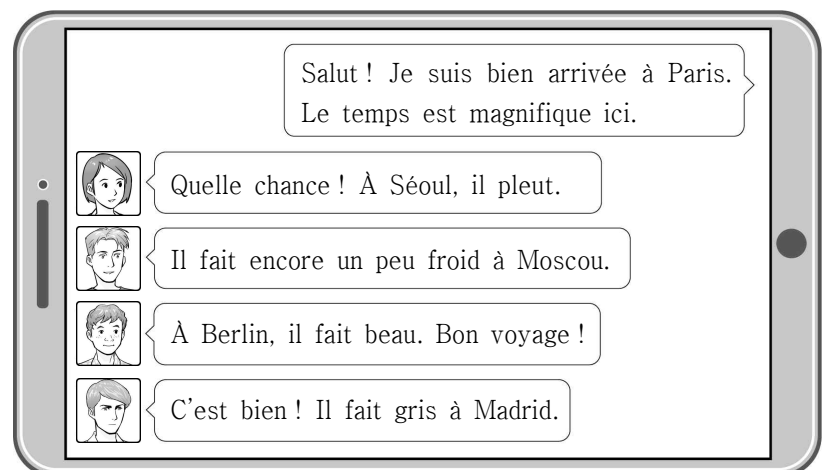 Salut ! Je suis bien arrivée à Paris.
Le temps est magnifique ici.
Quelle chance ! À Séoul, il pleut.
Il fait encore un peu froid à Moscou.
À Berlin, il fait beau. Bon voyage !
C’est bien ! Il fait gris à Madrid.